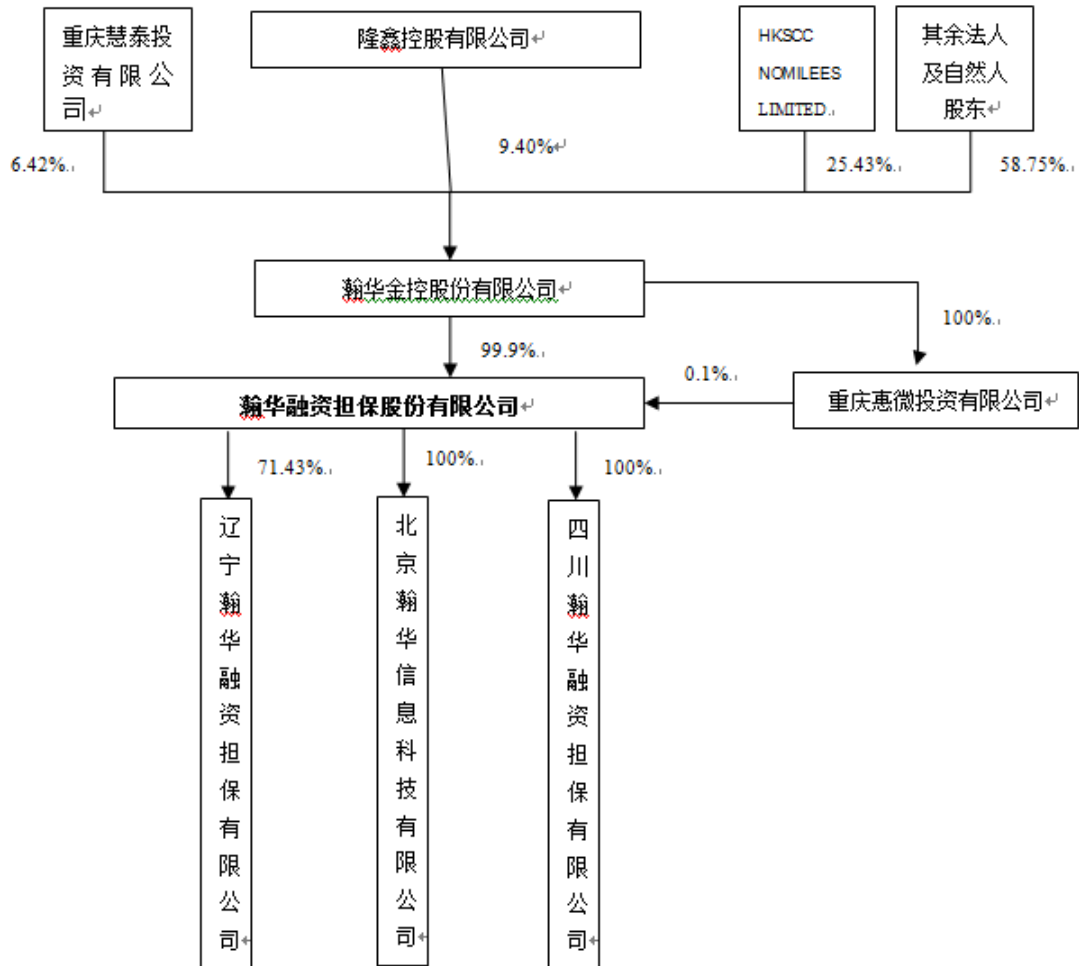 重庆慧泰投
资有限公
司
隆鑫控股有限公司
HKSCC
NOMILEES
LIMITED
其余法人
及自然人
股东
6.42%
9.40%
25.43%
58.75%
瀚华金控股份有限公司
100%
99.9%
0.1%
瀚华融资担保股份有限公司
重庆惠微投资有限公司
71.43%
100%
100%
辽宁瀚华融资担保有限公司
北京瀚华信息科技有限公司
四川瀚华融资担保有限公司